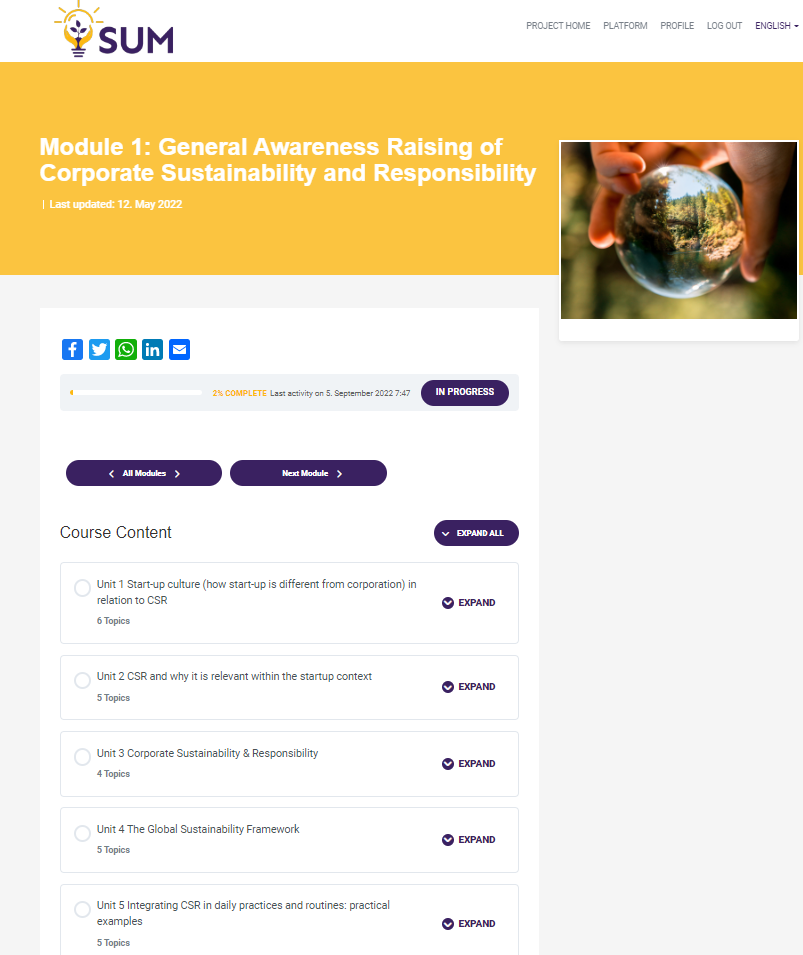 SUM
PROJECT HOME PLATFORM PROFILE LOG OUT ENGLISH
Module 1: General Awareness Raising of
Corporate Sustainability and Responsibility
| Last updated: 12. May 2022
2% COMPLETE Last activity on 5. September 2022 7:47 IN PROGRESS
All Modules Next Module
Course Content EXPAND ALL
Unit 1 Start-up culture (how start-up is different from corporation) in
relation to CSR
EXPAND
6 Topics
Unit 2 CSR and why it is relevant within the startup context
EXPAND
5 Topics
Unit 3 Corporate Sustainability & Responsibility
EXPAND
4 Topics
Unit 4 The Global Sustainability Framework
EXPAND
5 Topics
Unit 5 Integrating CSR in daily practices and routines: practical
examples
EXPAND
5 Topics